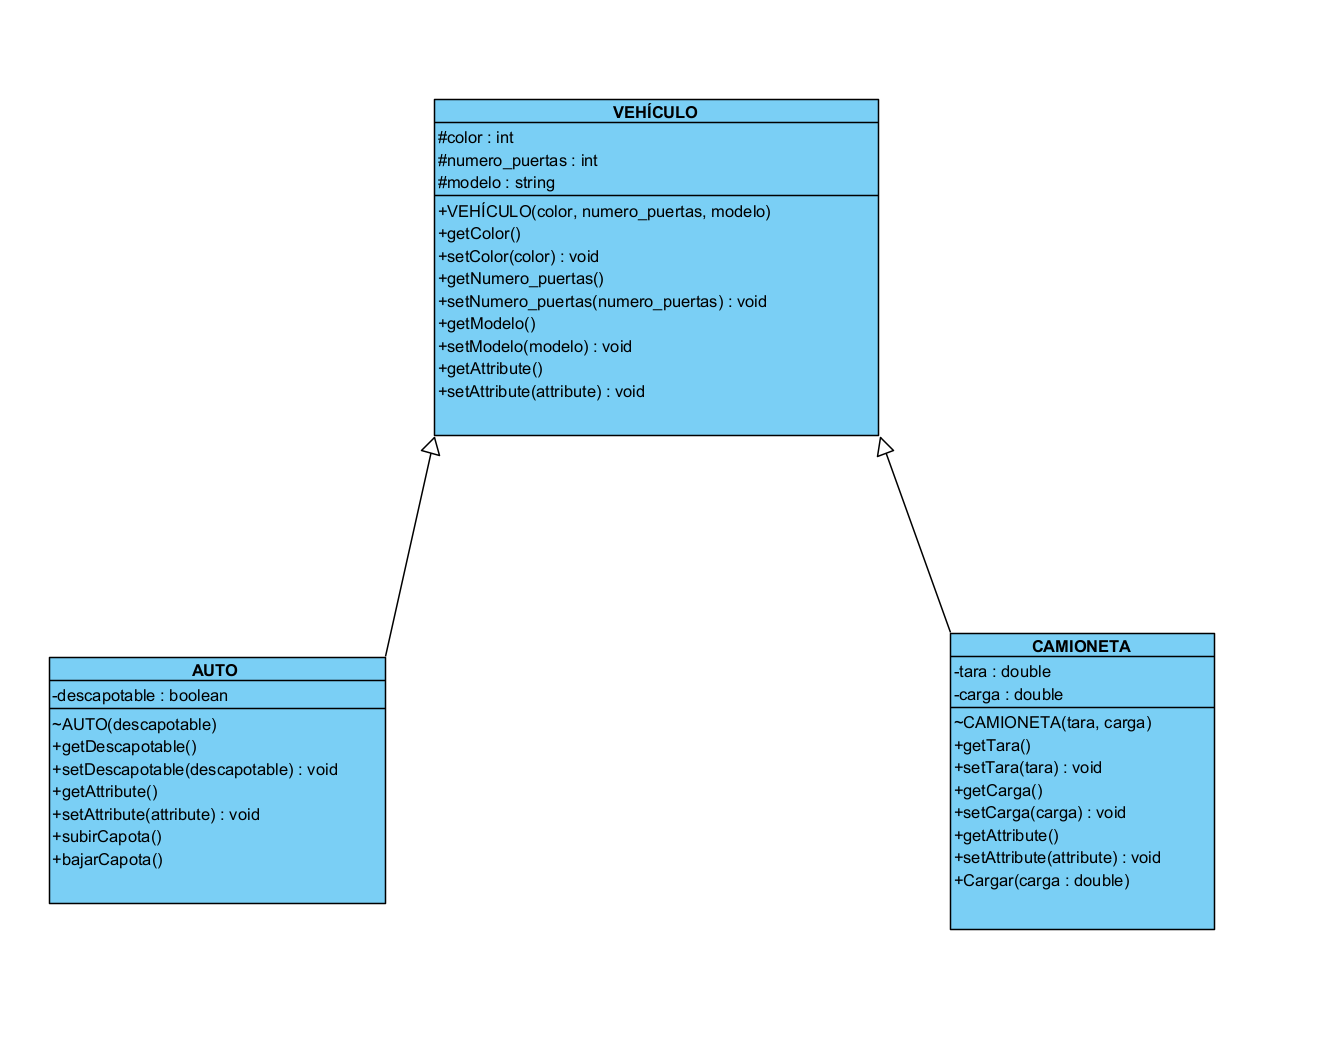 VEHÍCULO
#color : int
#numero_puertas : int
#modelo : string
+VEHÍCULO(color, numero_puertas, modelo)
+getColor()
+setColor(color) : void
+getNumero_puertas()
+setNumero_puertas(numero_puertas) : void
+getModelo()
+setModelo(modelo) : void
+getAttribute()
+setAttribute(attribute) : void
AUTO
-descapotable : boolean
~AUTO(descapotable)
+getDescapotable()
+setDescapotable(descapotable) : void
+getAttribute()
+setAttribute(attribute) : void
+subirCapota()
+bajarCapota()
CAMIONETA
-tara : double
-carga : double
~CAMIONETA(tara, carga)
+getTara()
+setTara(tara) : void
+getCarga()
+setCarga(carga) : void
+getAttribute()
+setAttribute(attribute) : void
+Cargar(carga : double)